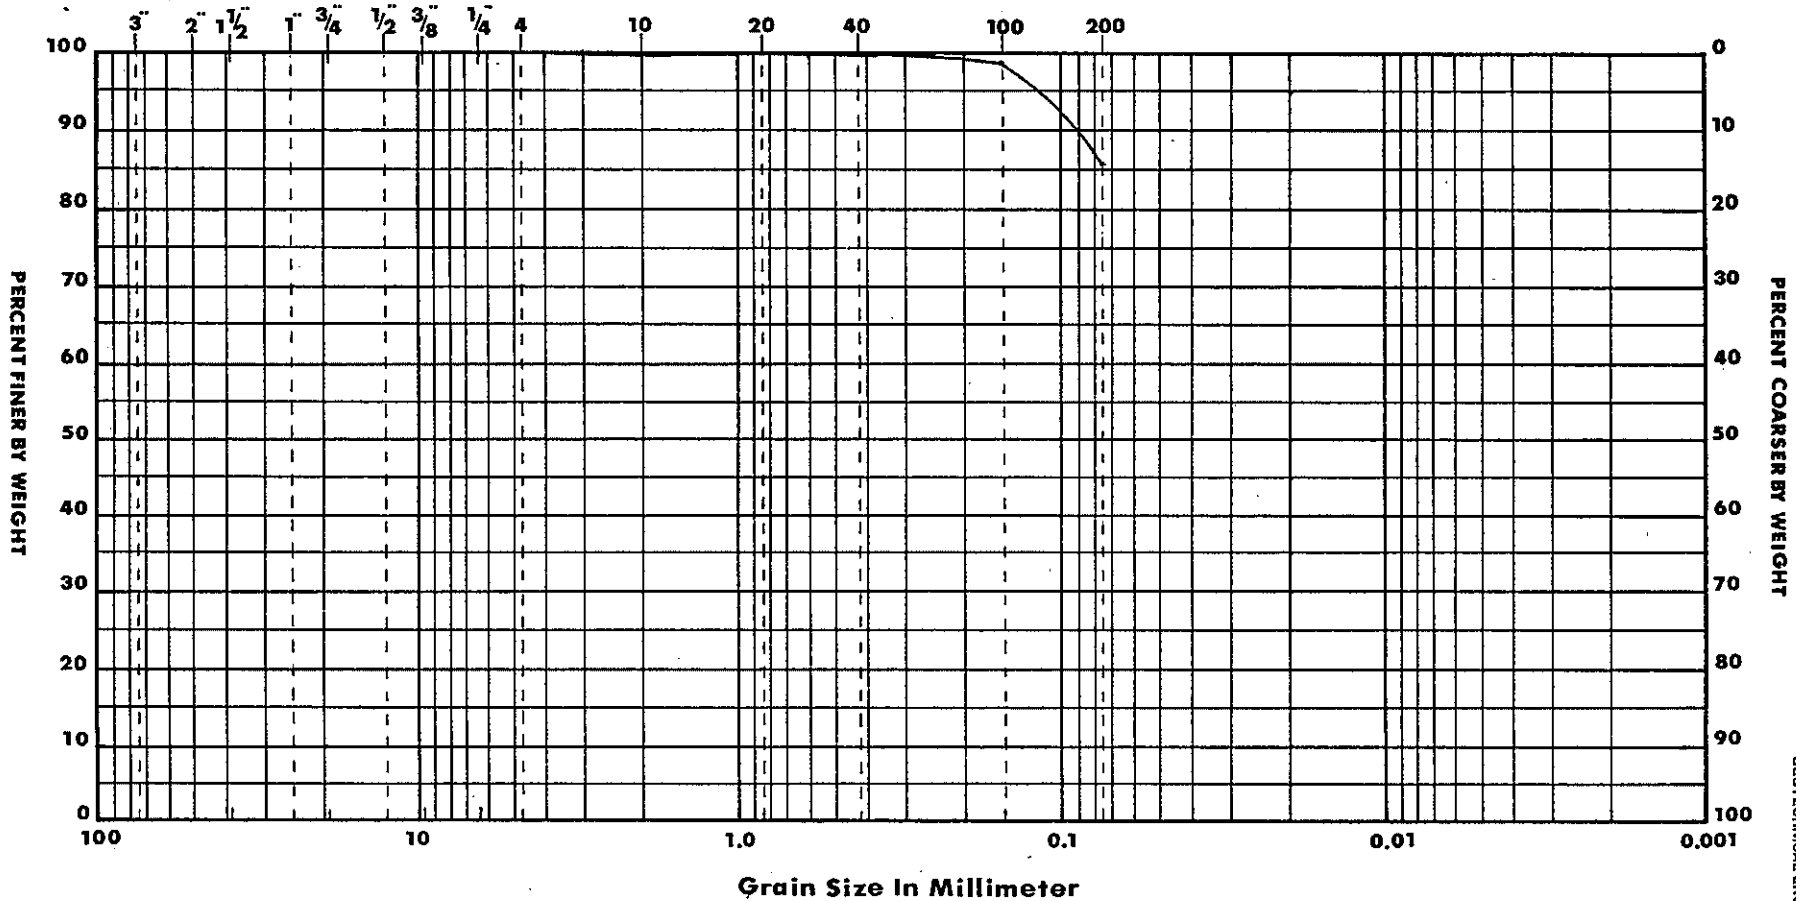 3" 2" 1½" 1" ¾" ½" ⅜" ¼" 4 10 20 40 100 200
100 0
90 10
80 20
70 30
60 40
50 50
40 60
30 70
20 80
10 90
0 100
PERCENT FINER BY WEIGHT
PERCENT COARSER BY WEIGHT
100 10 1.0 0.1 0.01 0.001
Grain Size In Millimeter